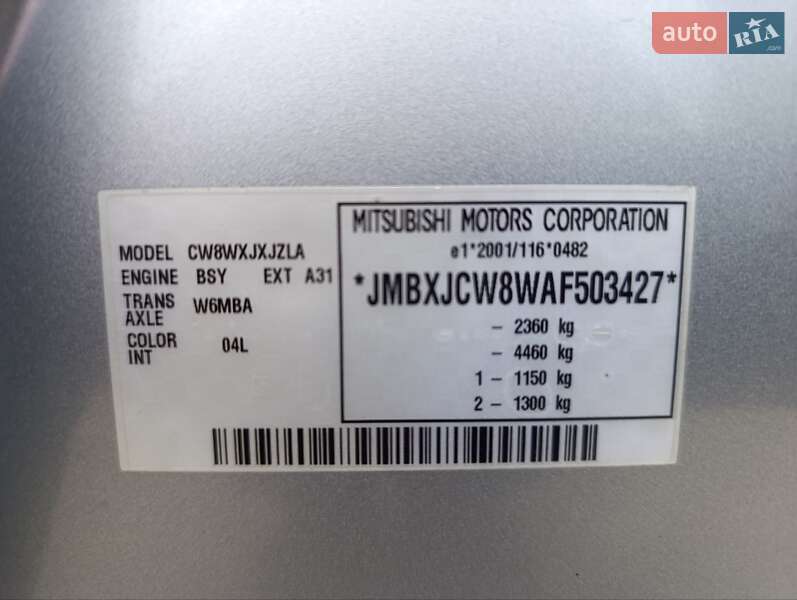 auto RIA .com
MITSUBISHI MOTORS CORPORATION
e1*2001/116*0482
*JMBXJCW8WAF503427*
- 2360 kg
- 4460 kg
1 - 1150 kg
2 - 1300 kg
MODEL CW8WXJXJZLA
ENGINE BSY EXT A31
TRANS AXLE W6MBA
COLOR INT 04L